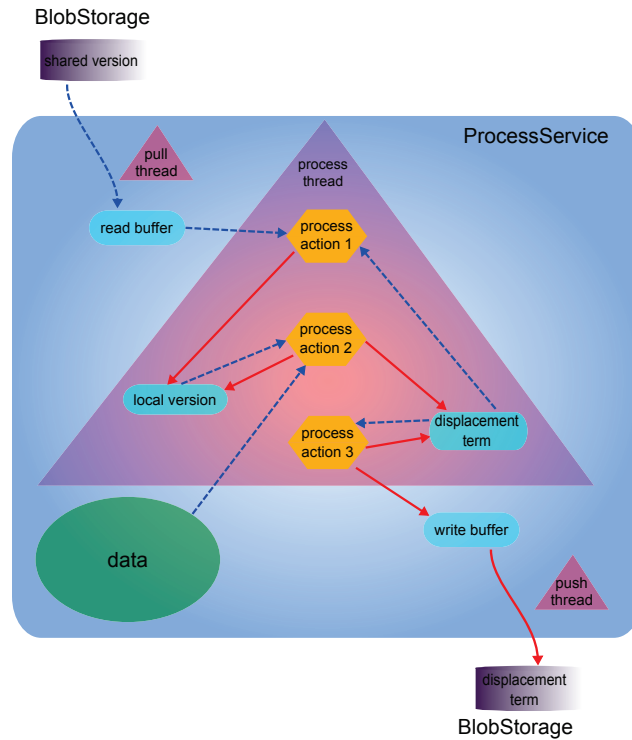 BlobStorage
shared version
ProcessService
pull
thread
process
thread
read buffer
process
action 1
process
action 2
local version
process
action 3
displacement
term
write buffer
data
push
thread
displacement
term
BlobStorage